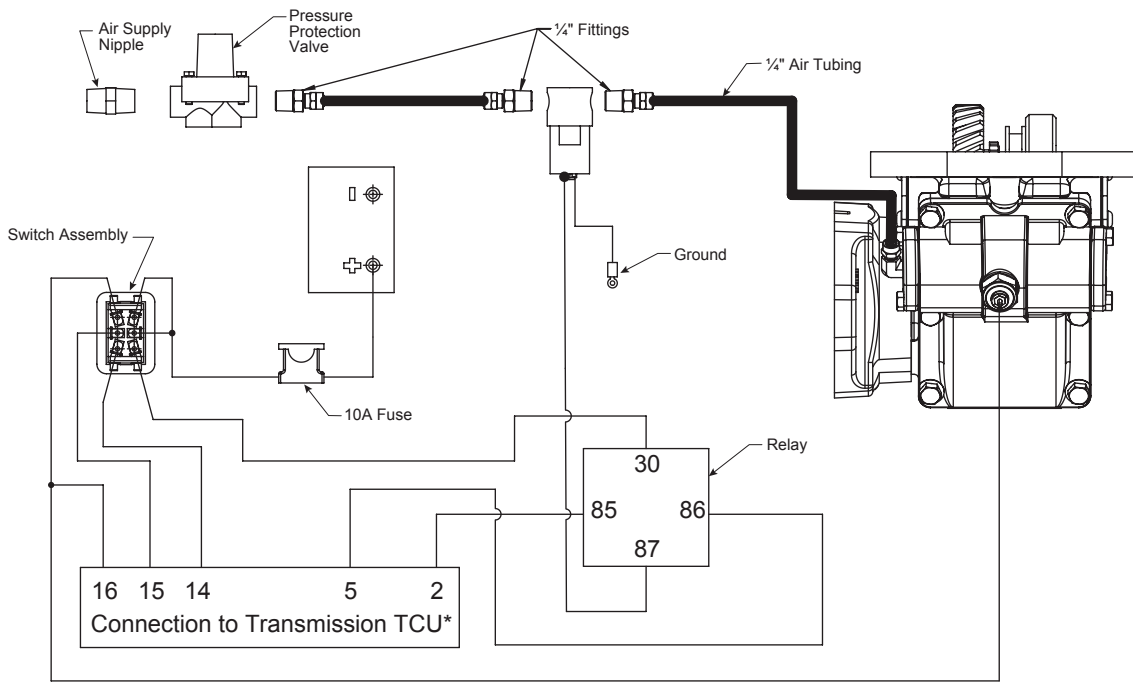 Air Supply
Nipple
Pressure
Protection
Valve
¼" Fittings
¼" Air Tubing
Switch Assembly
Ground
10A Fuse
Relay
30
85 86
87
16 15 14 5 2
Connection to Transmission TCU*